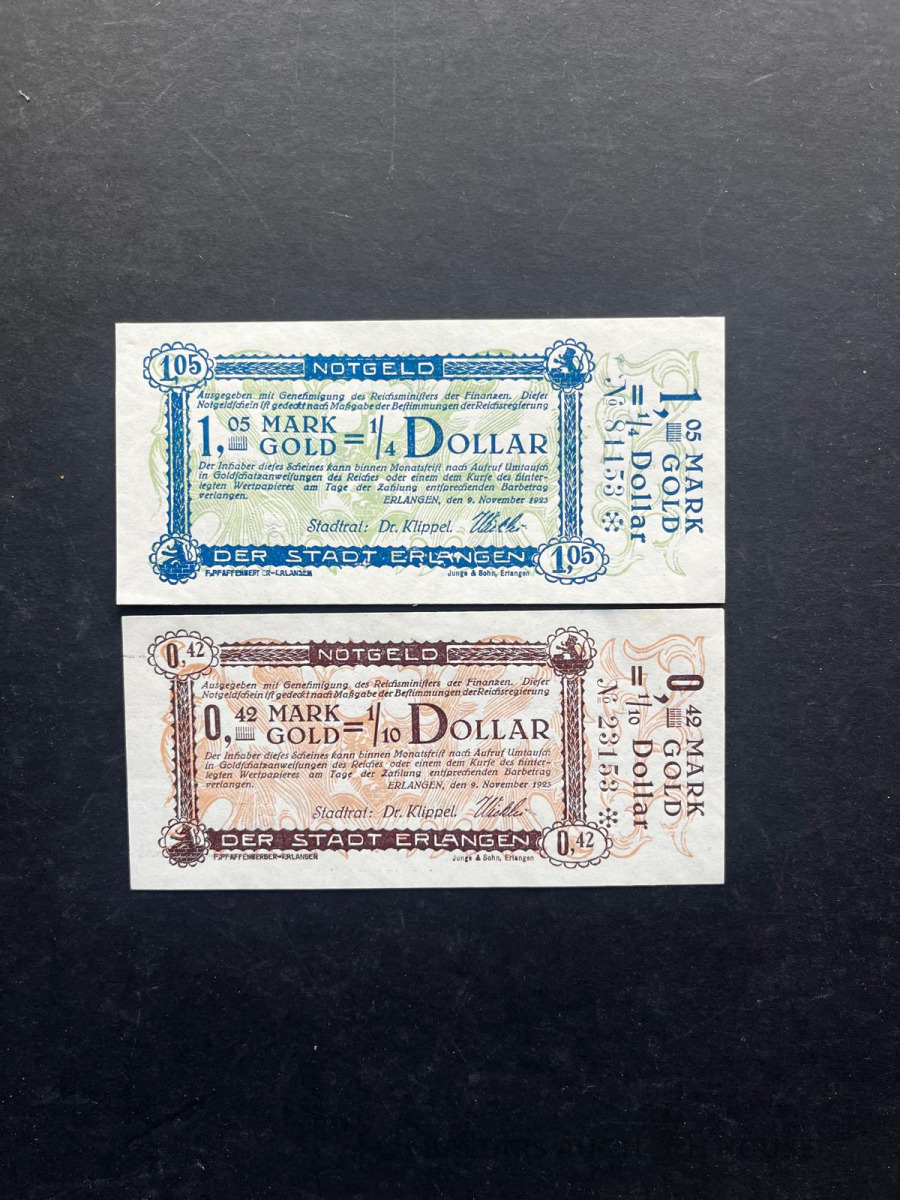 1,05
NOTGELD
Ausgegeben mit Genehmigung des Reichsministers der Finanzen. Dieser
Notgeldschein ist gedeckt nach Maßgabe der Bestimmungen der Reichsregierung
1,05 MARK GOLD = 1/4 DOLLAR
Der Inhaber dieses Scheines kann binnen Monatsfrist nach Aufruf Umtausch
in Goldschatzanweisungen des Reiches oder einem dem Kurse des hinter-
legten Wertpapieres am Tage der Zahlung entsprechenden Barbetrag
verlangen. ERLANGEN, den 9. November 1923
Stadtrat: Dr. Klippel.
DER STADT ERLANGEN
1,05
Junge & Sohn, Erlangen
1,05 MARK GOLD
= 1/4 Dollar
No 81153 *
0,42
NOTGELD
Ausgegeben mit Genehmigung des Reichsministers der Finanzen. Dieser
Notgeldschein ist gedeckt nach Maßgabe der Bestimmungen der Reichsregierung
0,42 MARK GOLD = 1/10 DOLLAR
Der Inhaber dieses Scheines kann binnen Monatsfrist nach Aufruf Umtausch
in Goldschatzanweisungen des Reiches oder einem dem Kurse des hinter-
legten Wertpapieres am Tage der Zahlung entsprechenden Barbetrag
verlangen. ERLANGEN, den 9. November 1923
Stadtrat: Dr. Klippel.
DER STADT ERLANGEN
0,42
F.PFAFFENBERGER-ERLANGEN
Junge & Sohn, Erlangen
0,42 MARK GOLD
= 1/10 Dollar
No 23153 *